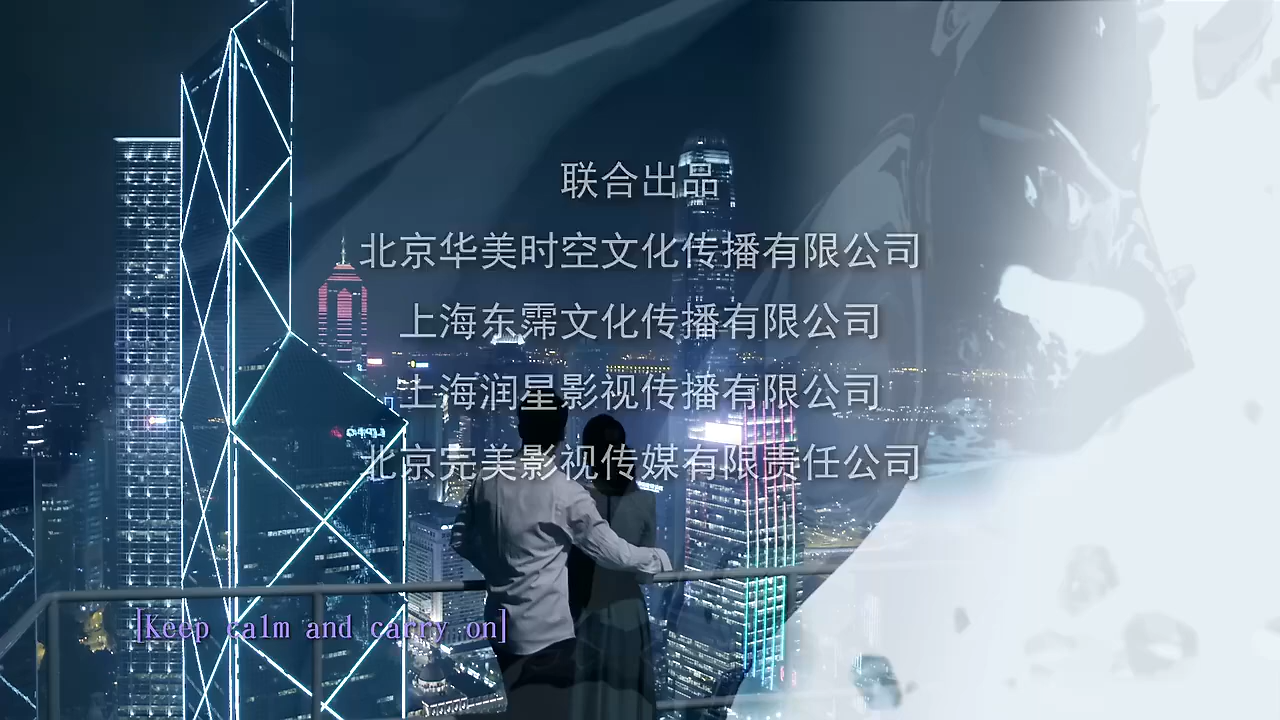 联合出品
北京华美时空文化传播有限公司
上海东霈文化传播有限公司
上海润星影视传播有限公司
北京完美影视传媒有限责任公司
[Keep calm and carry on]